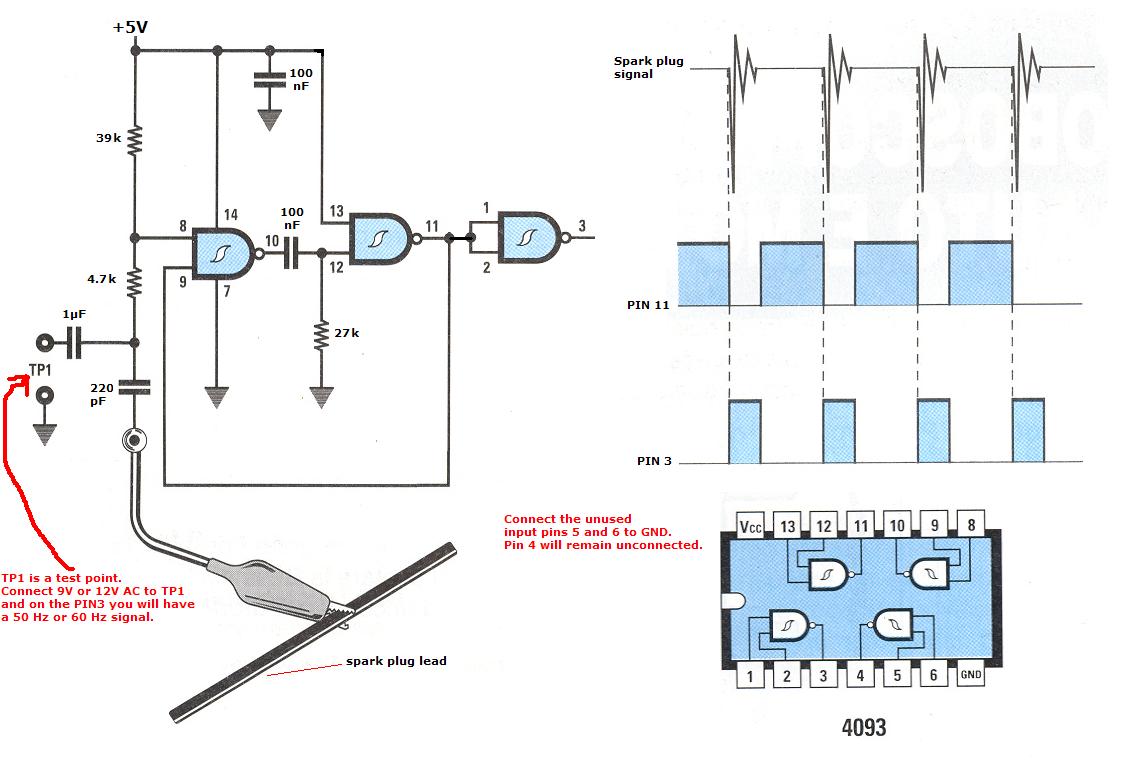 +5V
100
nF
39k
8
14
100
nF
13
10
11
1
3
12
2
4.7k
9
7
1µF
27k
TP1
220
pF
TP1 is a test point.
Connect 9V or 12V AC to TP1
and on the PIN3 you will have
a 50 Hz or 60 Hz signal.
spark plug lead
Spark plug
signal
PIN 11
PIN 3
Connect the unused
input pins 5 and 6 to GND.
Pin 4 will remain unconnected.
Vcc 13 12 11 10 9 8
1 2 3 4 5 6 GND
4093